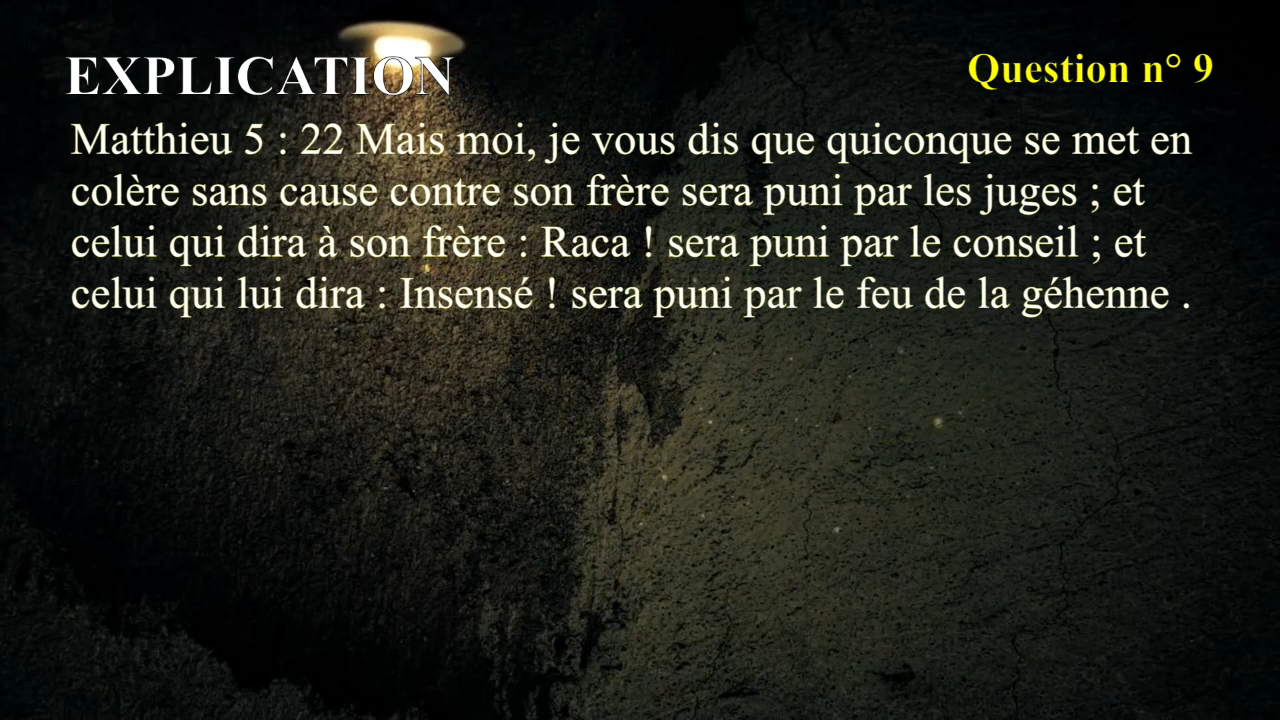 EXPLICATION
Question n° 9
Matthieu 5 : 22 Mais moi, je vous dis que quiconque se met en
colère sans cause contre son frère sera puni par les juges ; et
celui qui dira à son frère : Raca ! sera puni par le conseil ; et
celui qui lui dira : Insensé ! sera puni par le feu de la géhenne .